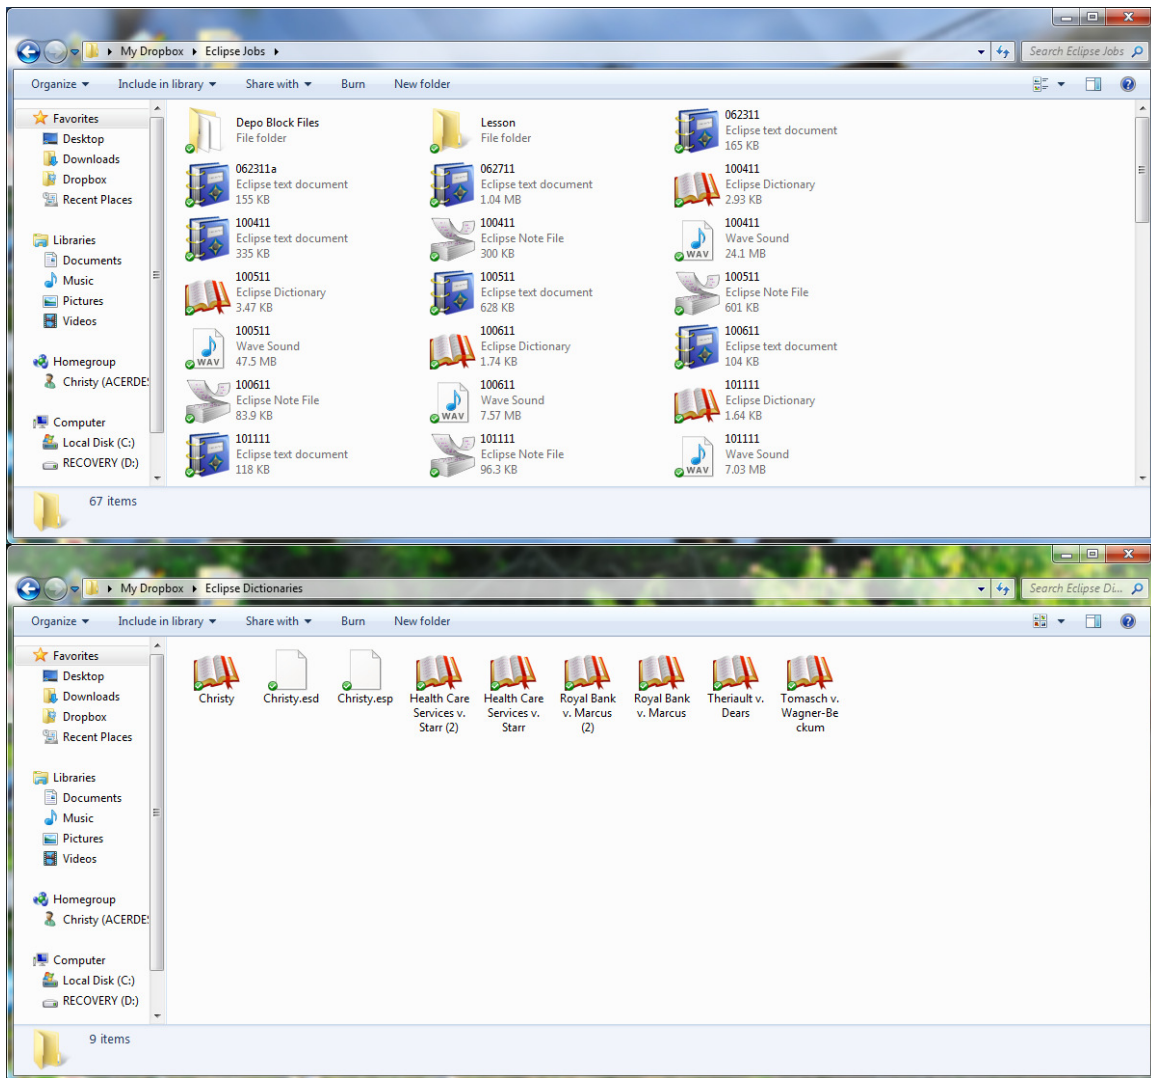 My Dropbox Eclipse Jobs
Search Eclipse Jobs
Organize Include in library Share with Burn New folder
Favorites
Desktop
Downloads
Dropbox
Recent Places
Libraries
Documents
Music
Pictures
Videos
Homegroup
Christy (ACERDE
Computer
Local Disk (C:)
RECOVERY (D:)
Depo Block Files
File folder
Lesson
File folder
062311
Eclipse text document
165 KB
062311a
Eclipse text document
155 KB
062711
Eclipse text document
1.04 MB
100411
Eclipse Dictionary
2.93 KB
100411
Eclipse text document
335 KB
100411
Eclipse Note File
300 KB
WAV
100411
Wave Sound
24.1 MB
100511
Eclipse Dictionary
3.47 KB
100511
Eclipse text document
628 KB
100511
Eclipse Note File
601 KB
WAV
100511
Wave Sound
47.5 MB
100611
Eclipse Dictionary
1.74 KB
100611
Eclipse text document
104 KB
100611
Eclipse Note File
83.9 KB
WAV
100611
Wave Sound
7.57 MB
101111
Eclipse Dictionary
1.64 KB
101111
Eclipse text document
118 KB
101111
Eclipse Note File
96.3 KB
WAV
101111
Wave Sound
7.03 MB
67 items
My Dropbox Eclipse Dictionaries
Search Eclipse Di...
Organize Include in library Share with Burn New folder
Favorites
Desktop
Downloads
Dropbox
Recent Places
Libraries
Documents
Music
Pictures
Videos
Homegroup
Christy (ACERDE
Computer
Local Disk (C:)
RECOVERY (D:)
Christy
Christy.esd
Christy.esp
Health Care
Services v.
Starr (2)
Health Care
Services v.
Starr
Royal Bank
v. Marcus
(2)
Royal Bank
v. Marcus
Theriault v.
Dears
Tomasch v.
Wagner-Be
ckum
9 items